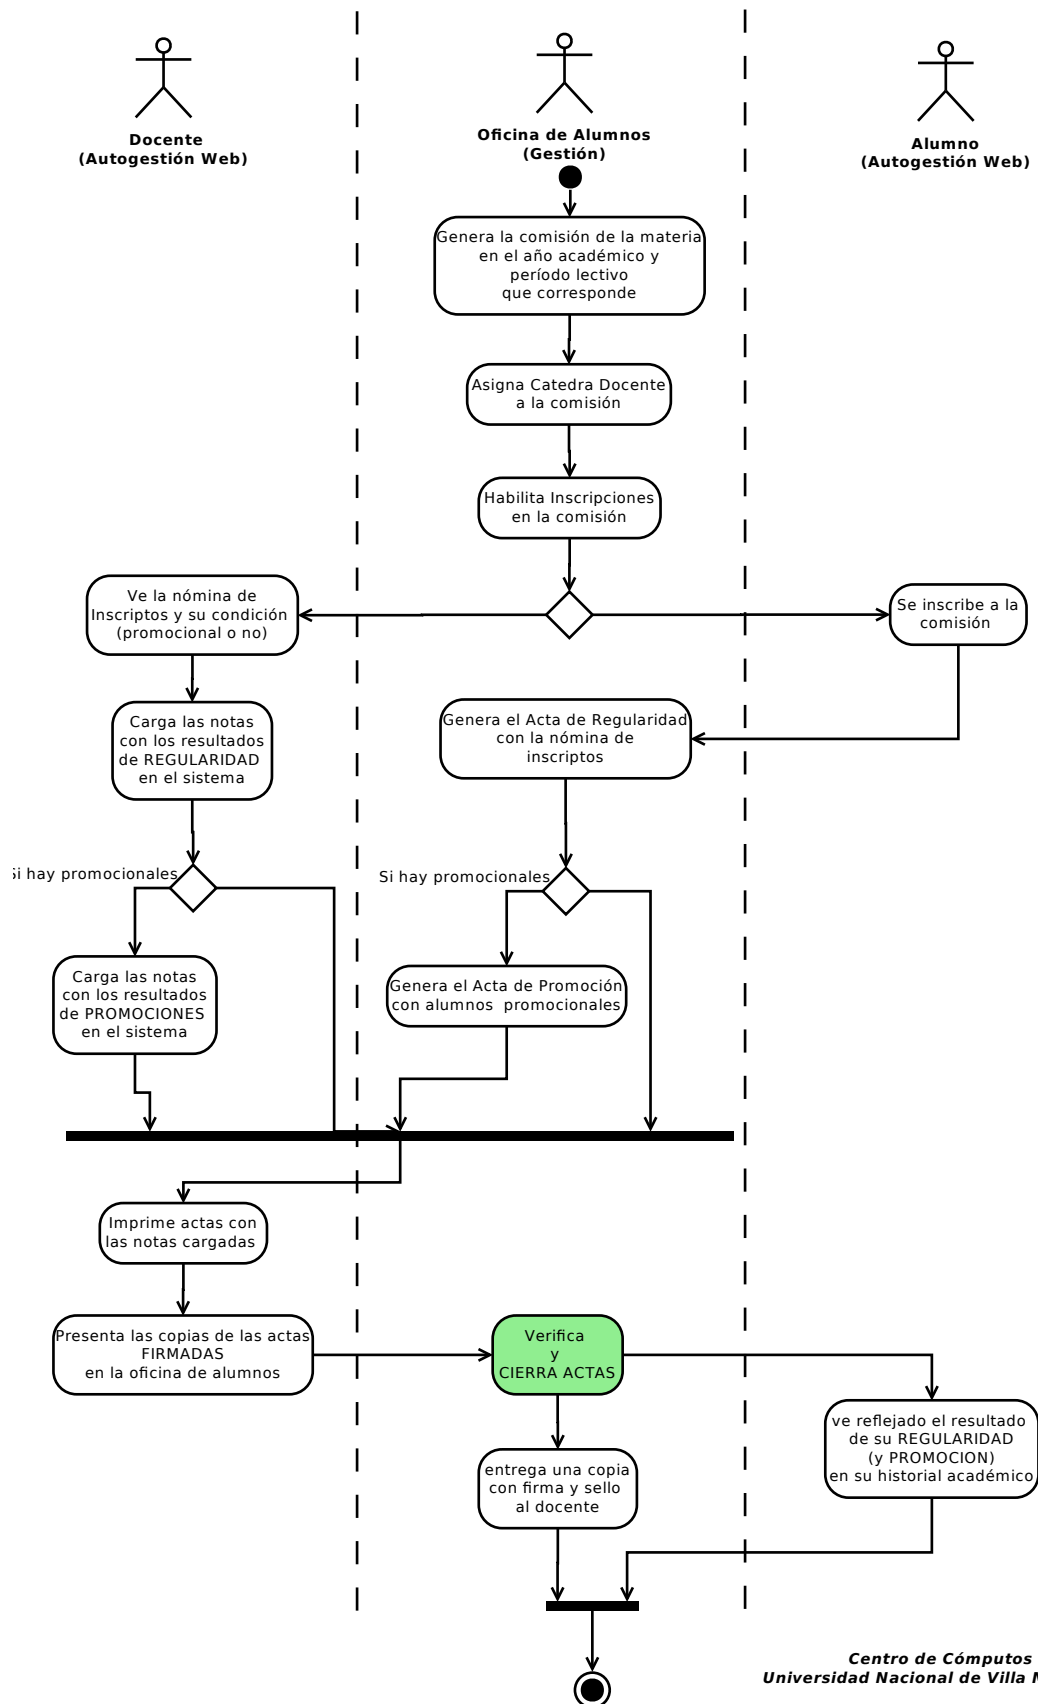 Docente
(Autogestión Web)
Oficina de Alumnos
(Gestión)
Alumno
(Autogestión Web)
Genera la comisión de la materia
en el año académico y
período lectivo
que corresponde
Asigna Catedra Docente
a la comisión
Habilita Inscripciones
en la comisión
Ve la nómina de
Inscriptos y su condición
(promocional o no)
Se inscribe a la
comisión
Carga las notas
con los resultados
de REGULARIDAD
en el sistema
Genera el Acta de Regularidad
con la nómina de
inscriptos
Si hay promocionales
Si hay promocionales
Carga las notas
con los resultados
de PROMOCIONES
en el sistema
Genera el Acta de Promoción
con alumnos promocionales
Imprime actas con
las notas cargadas
Presenta las copias de las actas
FIRMADAS
en la oficina de alumnos
Verifica
y
CIERRA ACTAS
ve reflejado el resultado
de su REGULARIDAD
(y PROMOCION)
en su historial académico
entrega una copia
con firma y sello
al docente
Centro de Cómputos
Universidad Nacional de Villa